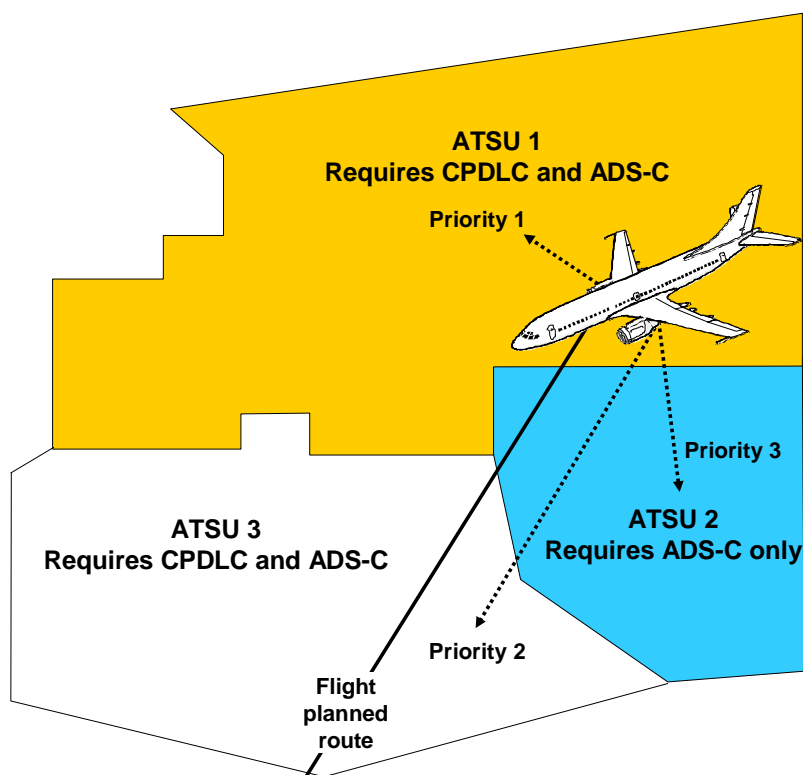 ATSU 1
Requires CPDLC and ADS-C
Priority 1
Priority 3
ATSU 2
Requires ADS-C only
ATSU 3
Requires CPDLC and ADS-C
Priority 2
Flight
planned
route